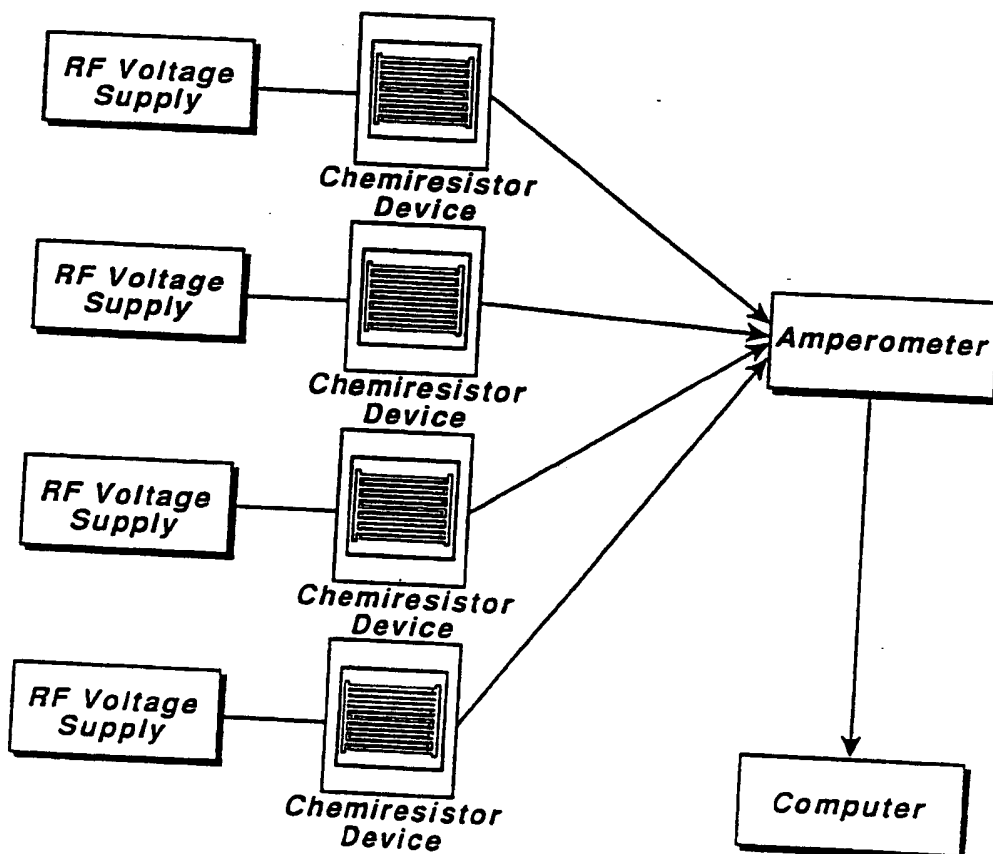 RF Voltage
Supply
Chemiresistor
Device
RF Voltage
Supply
Chemiresistor
Device
Amperometer
RF Voltage
Supply
Chemiresistor
Device
RF Voltage
Supply
Chemiresistor
Device
Computer